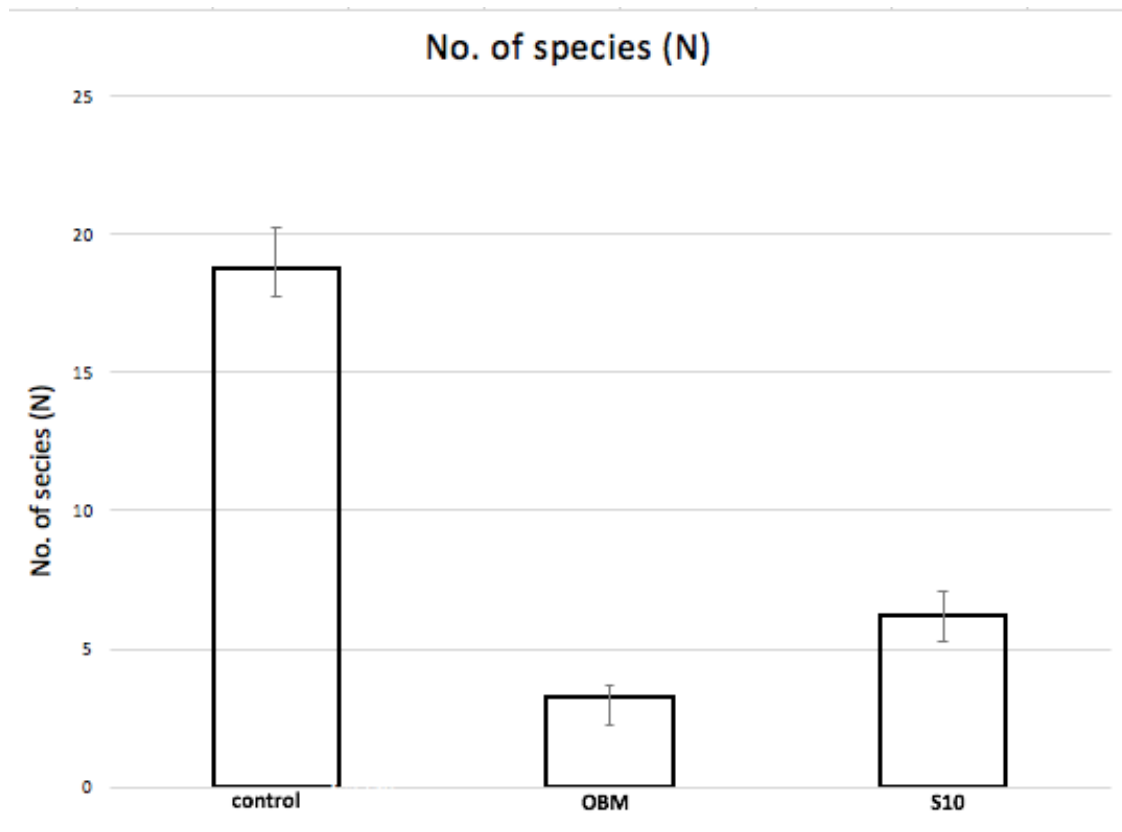 No. of species (N)
25
20
15
10
5
0
No. of secies (N)
control
OBM
S10